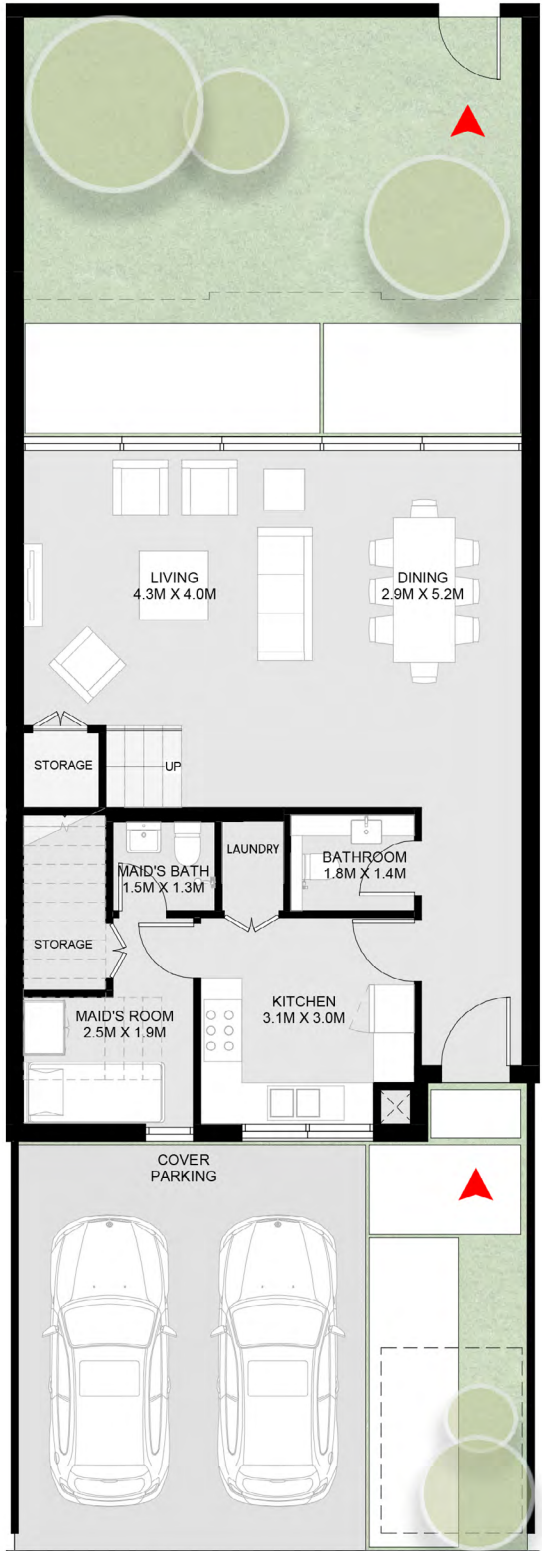 LIVING
4.3M X 4.0M
DINING
2.9M X 5.2M
STORAGE
UP
MAID'S BATH
1.5M X 1.3M
LAUNDRY
BATHROOM
1.8M X 1.4M
STORAGE
MAID'S ROOM
2.5M X 1.9M
KITCHEN
3.1M X 3.0M
COVER
PARKING